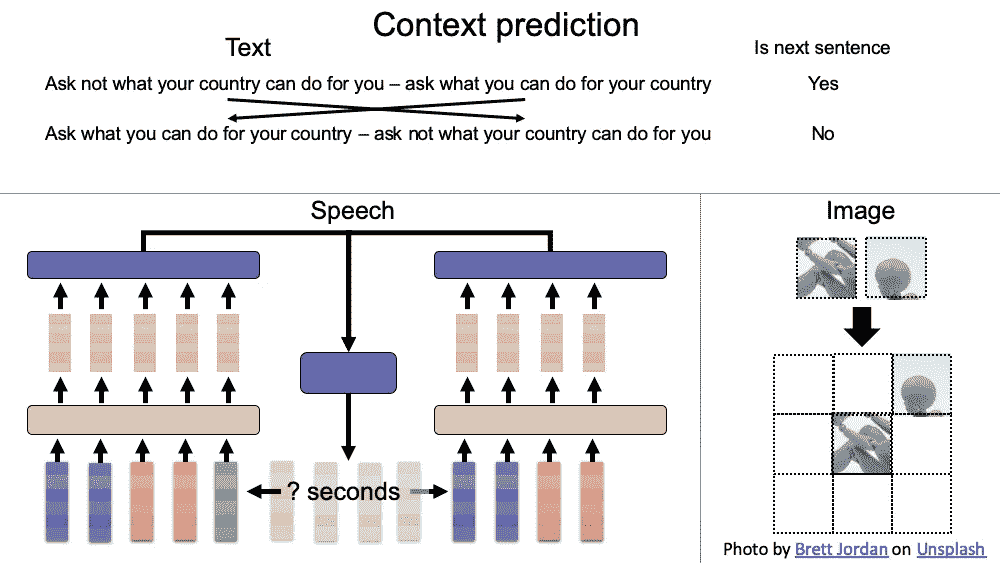 Context prediction
Text
Is next sentence
Ask not what your country can do for you – ask what you can do for your country
Yes
Ask what you can do for your country – ask not what your country can do for you
No
Speech
? seconds
Image
Photo by Brett Jordan on Unsplash